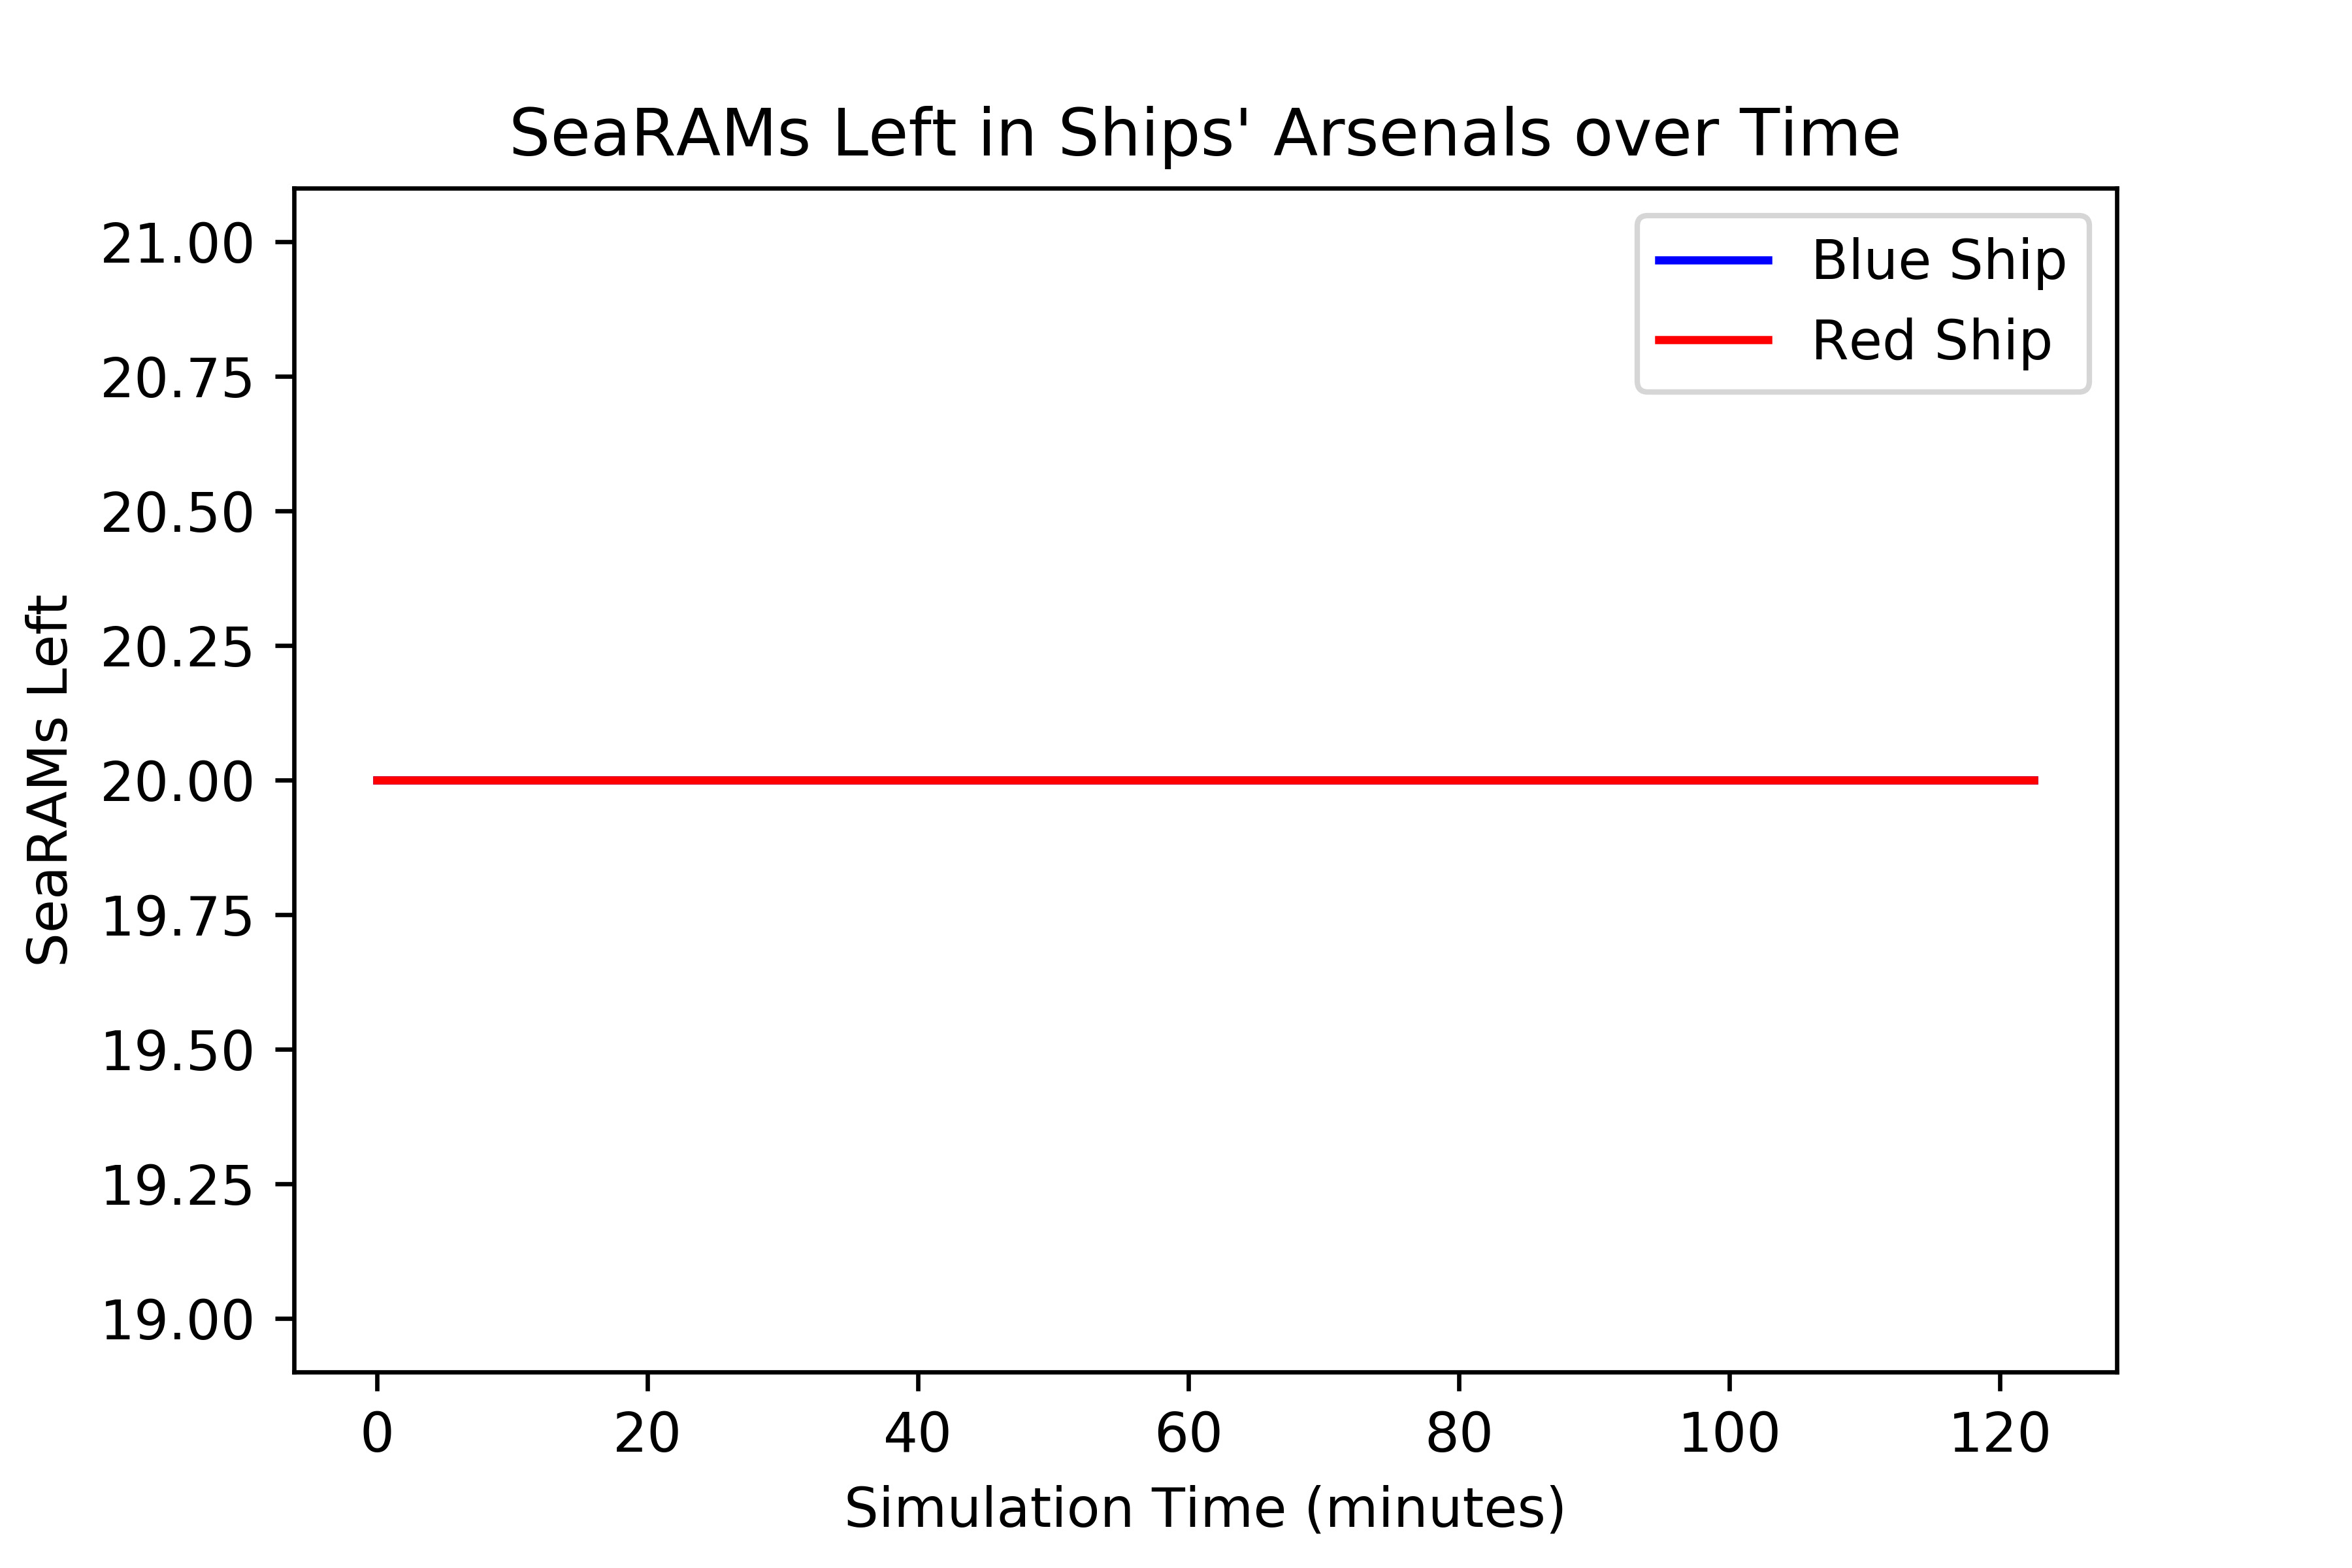 SeaRAMs Left in Ships' Arsenals over Time
21.00
20.75
20.50
20.25
20.00
19.75
19.50
19.25
19.00
SeaRAMs Left
Blue Ship
Red Ship
0 20 40 60 80 100 120
Simulation Time (minutes)